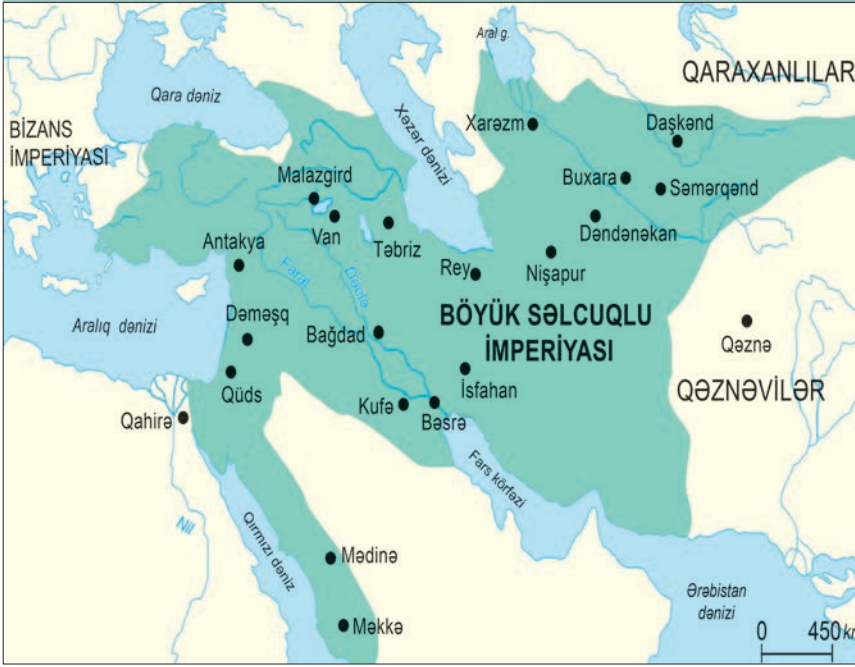 Aral g.
QARAXANLILAR
Qara dəniz
Xəzər dənizi
BİZANS
İMPERİYASI
Xarəzm
Daşkənd
Malazgird
Buxara
Səmərqənd
Van
Təbriz
Dəndənəkan
Antakya
Rey
Nişapur
Fərat
Dəclə
Dəməşq
Aralıq dənizi
Bağdad
BÖYÜK SƏLCUQLU
İMPERİYASI
Qəznə
Qüds
İsfahan
QƏZNƏVİLƏR
Qahirə
Kufə
Bəsrə
Fars körfəzi
Nil
Qırmızı dəniz
Mədinə
Məkkə
Ərəbistan
dənizi
0 450 km